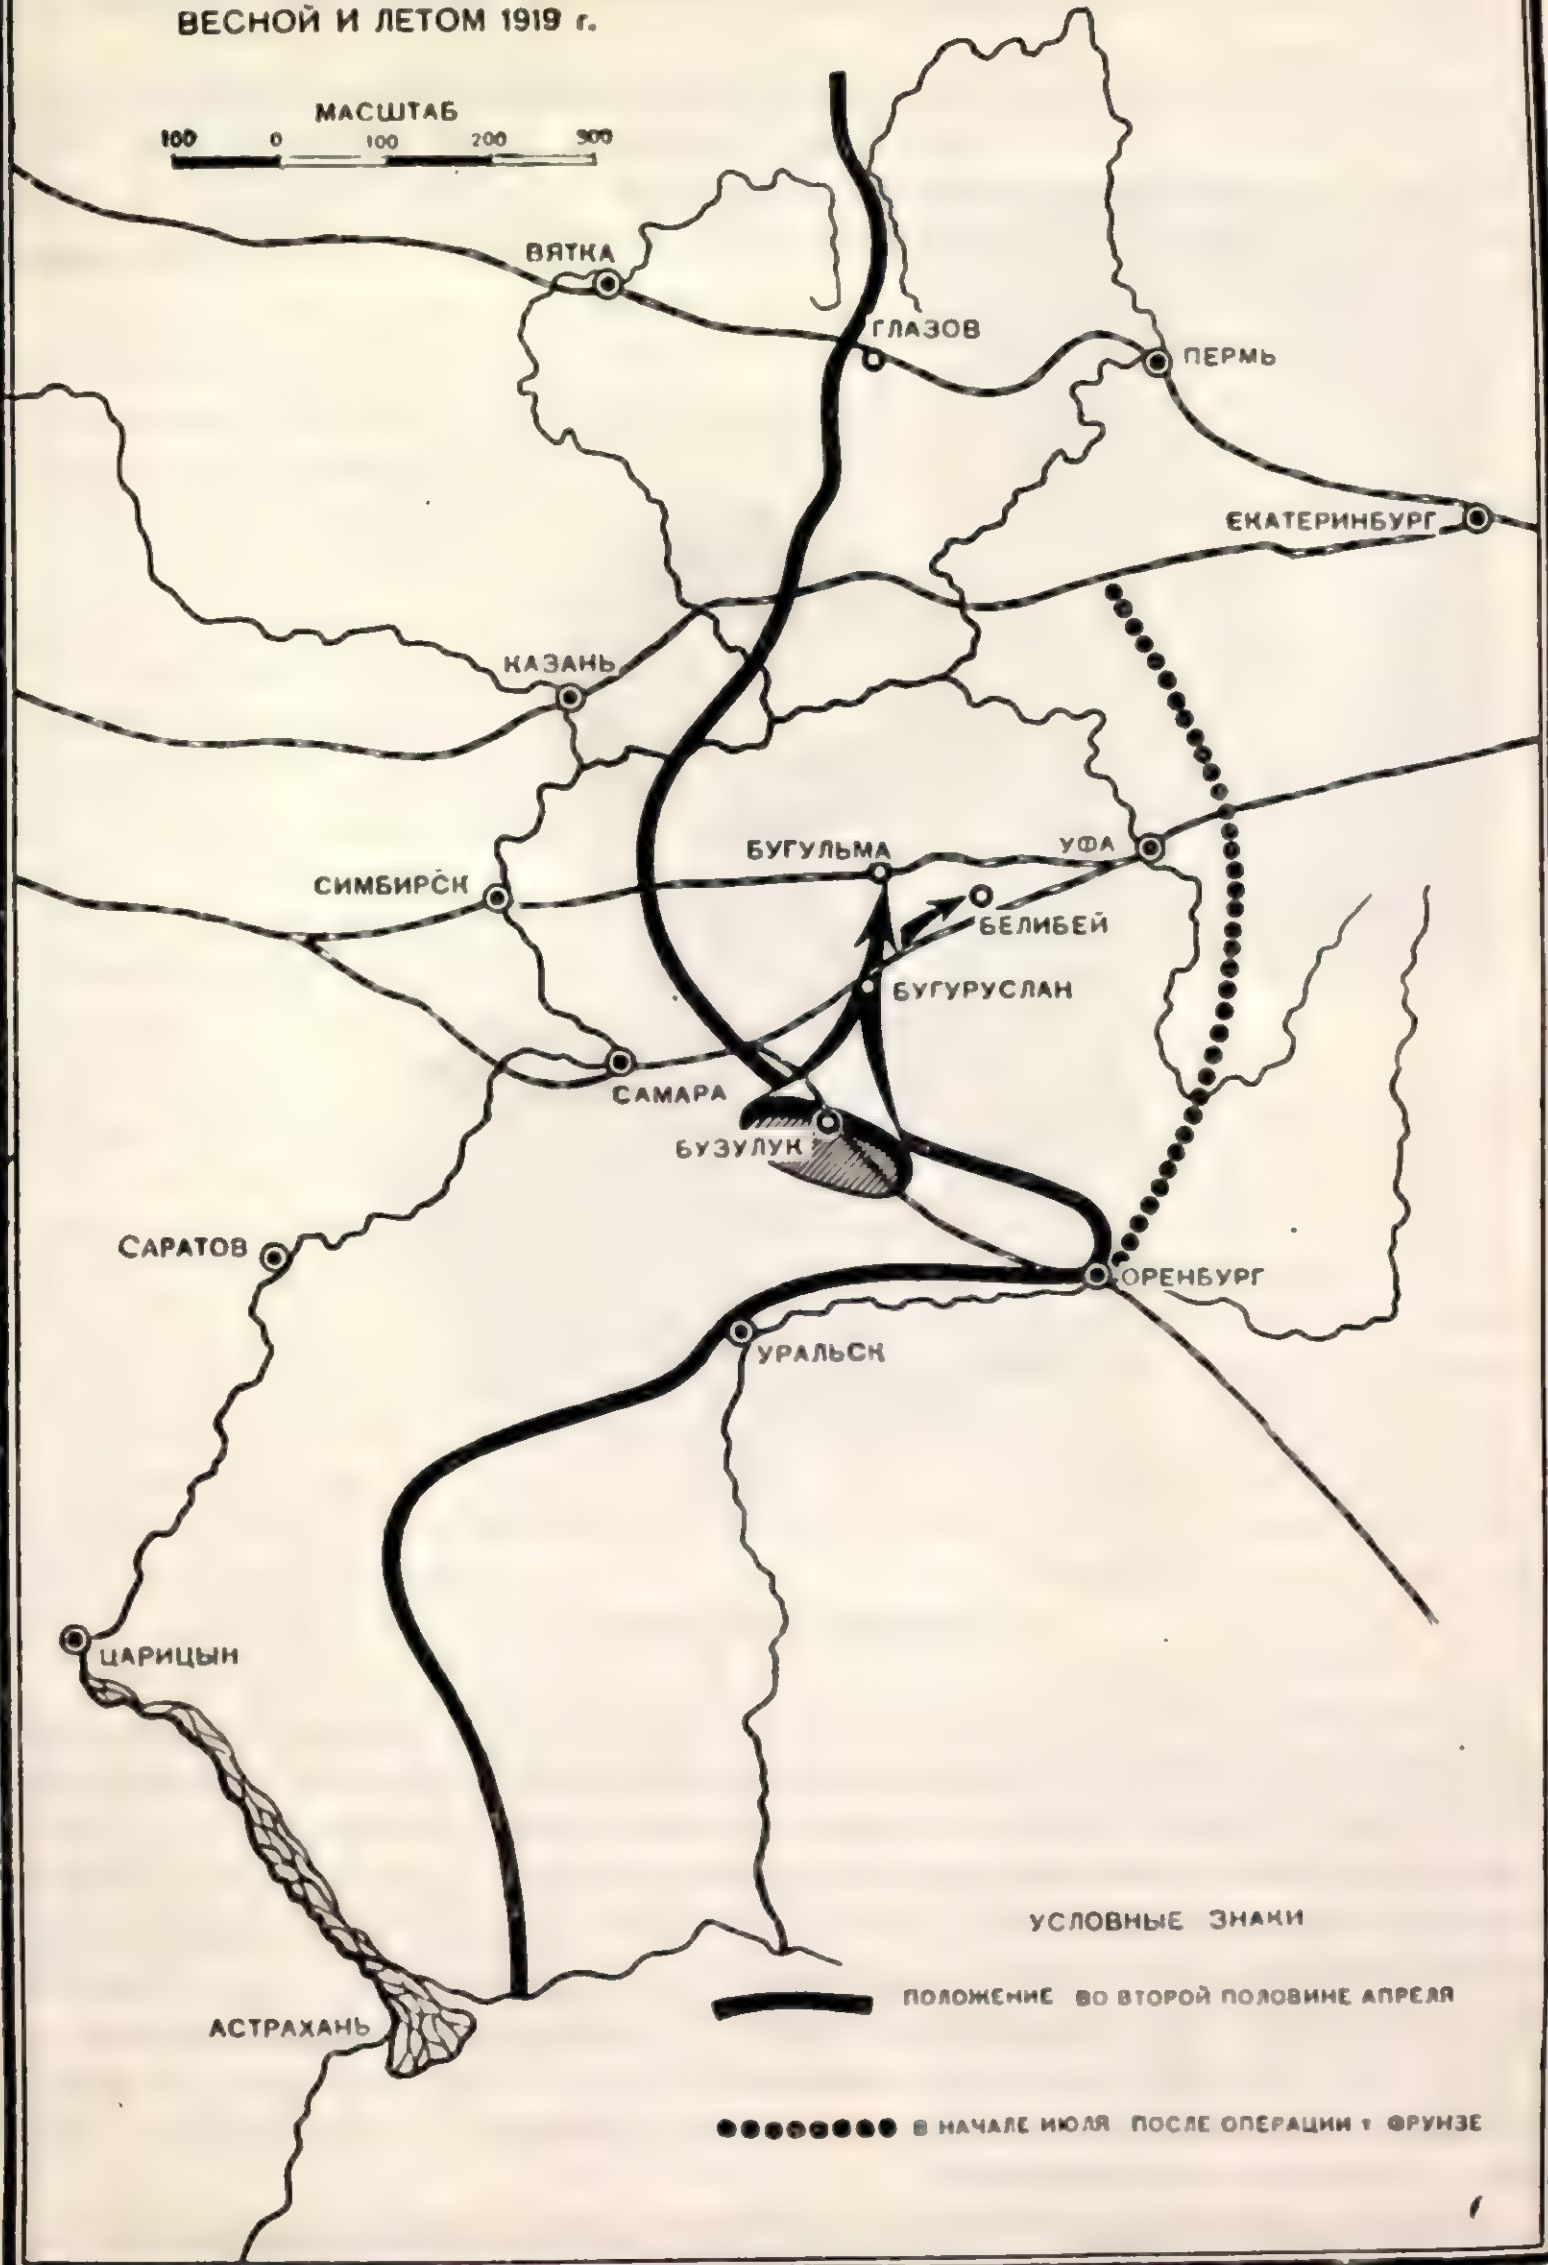 ВЕСНОЙ И ЛЕТОМ 1919 г.
МАСШТАБ
100 0 100 200 300
ВЯТКА
ГЛАЗОВ
ПЕРМЬ
ЕКАТЕРИНБУРГ
КАЗАНЬ
БУГУЛЬМА
УФА
СИМБИРСК
БЕЛИБЕЙ
БУГУРУСЛАН
САМАРА
БУЗУЛУК
САРАТОВ
ОРЕНБУРГ
УРАЛЬСК
ЦАРИЦЫН
УСЛОВНЫЕ ЗНАКИ
ПОЛОЖЕНИЕ ВО ВТОРОЙ ПОЛОВИНЕ АПРЕЛЯ
АСТРАХАНЬ
В НАЧАЛЕ ИЮЛЯ ПОСЛЕ ОПЕРАЦИИ т ФРУНЗЕ